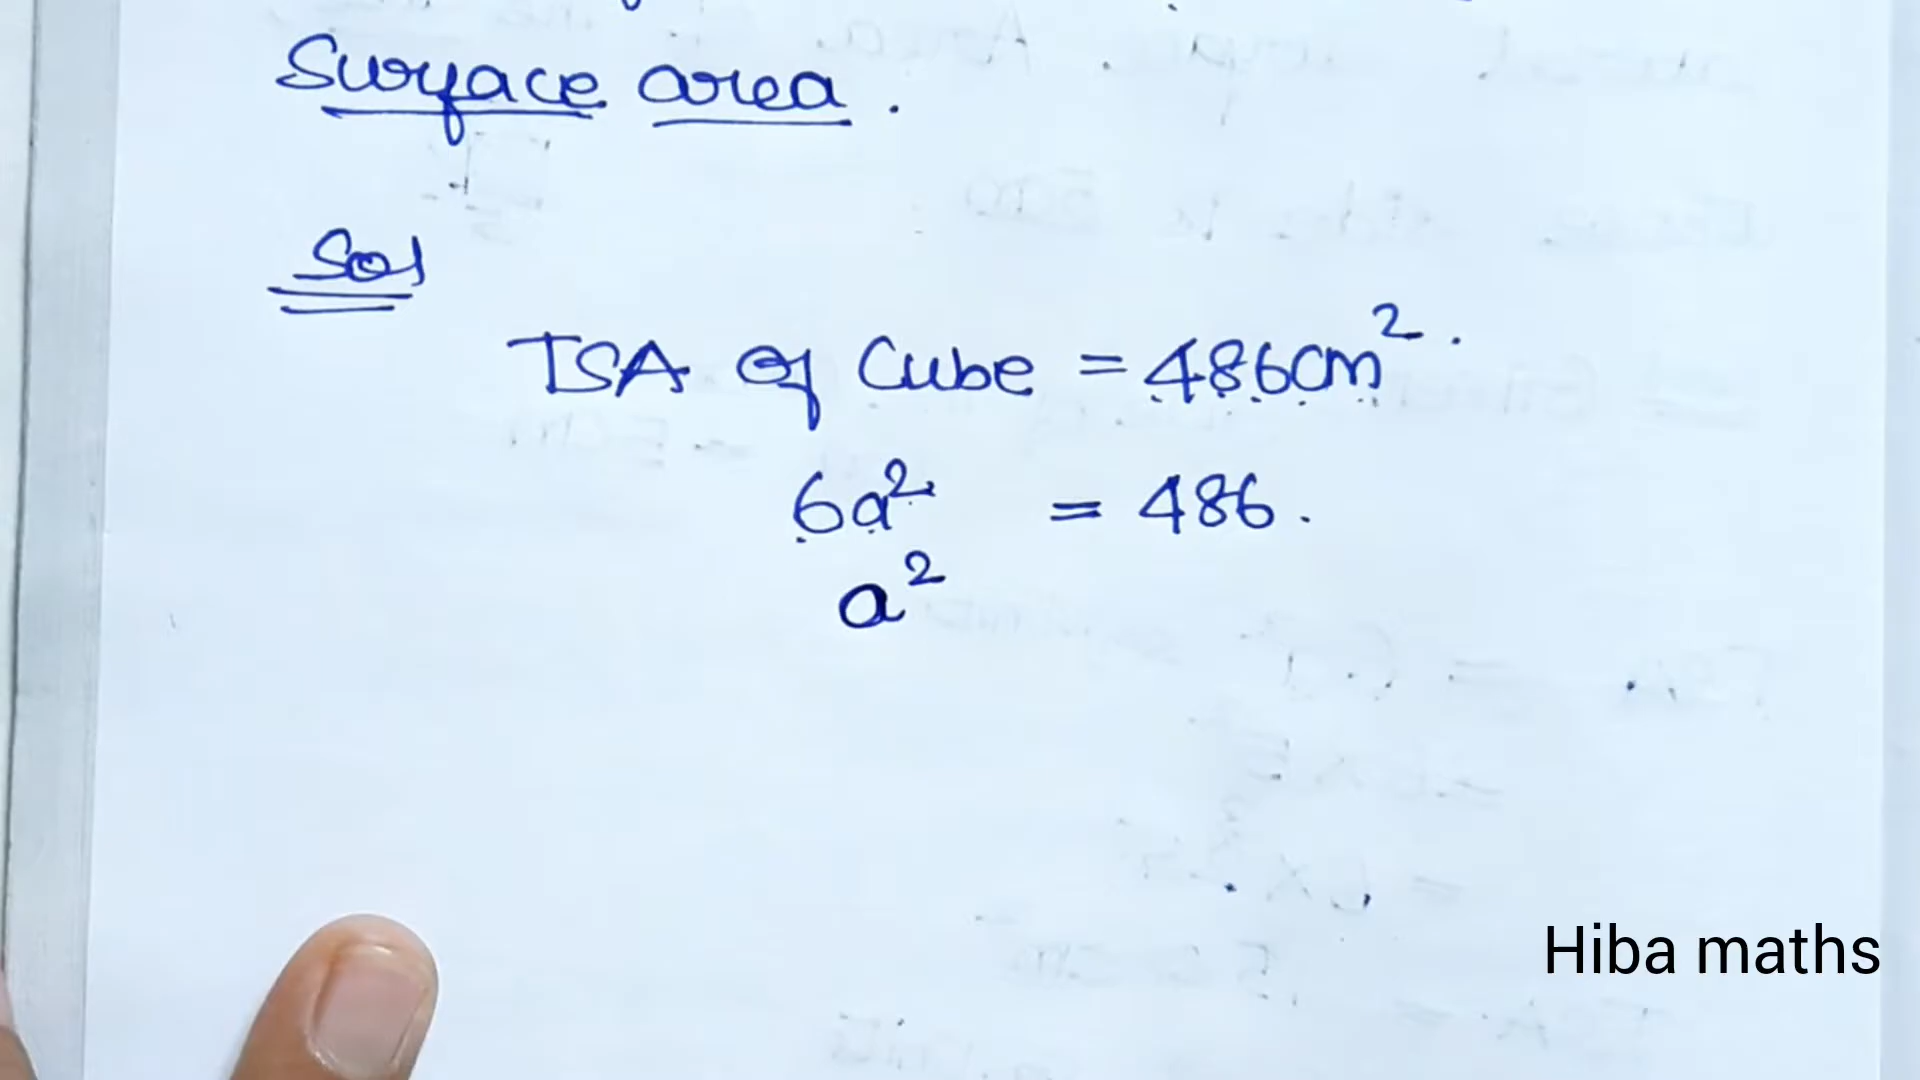 Surface area.
Sol
TSA of Cube = 486cm².
6a² = 486.
a²
Hiba maths